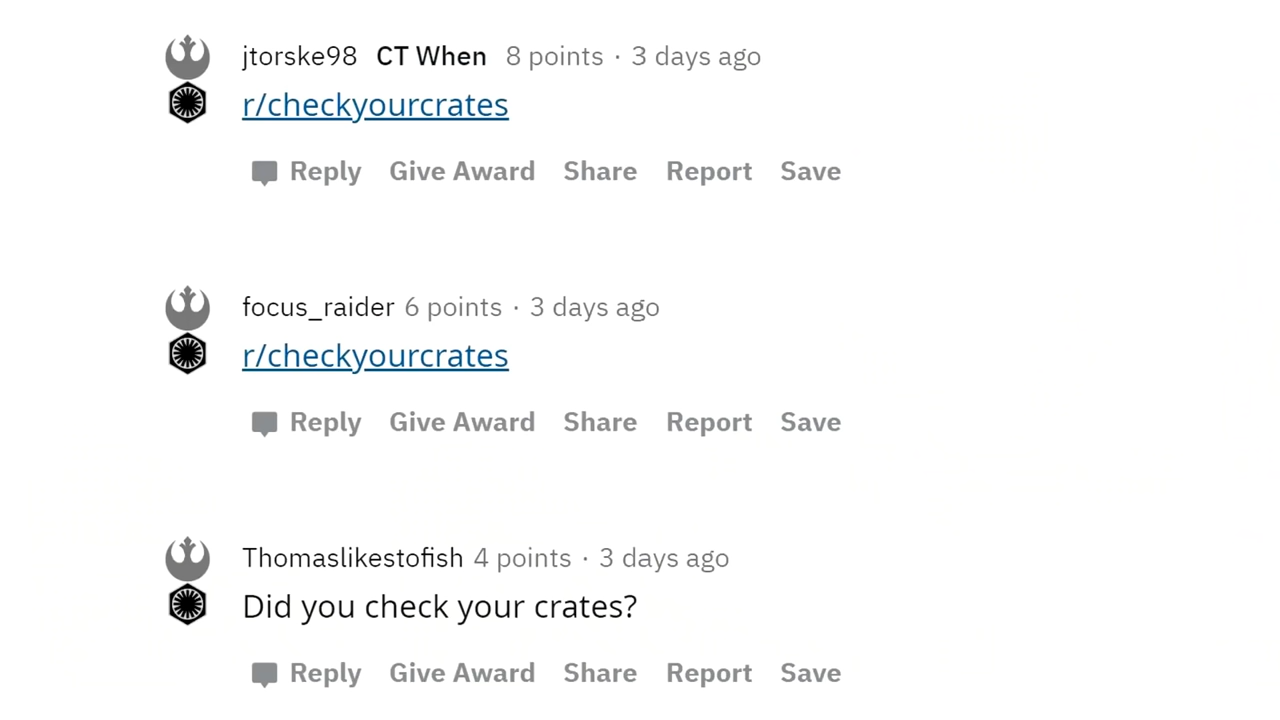 jtorske98 CT When 8 points · 3 days ago
r/checkyourcrates
Reply Give Award Share Report Save
focus_raider 6 points · 3 days ago
r/checkyourcrates
Reply Give Award Share Report Save
Thomaslikestofish 4 points · 3 days ago
Did you check your crates?
Reply Give Award Share Report Save